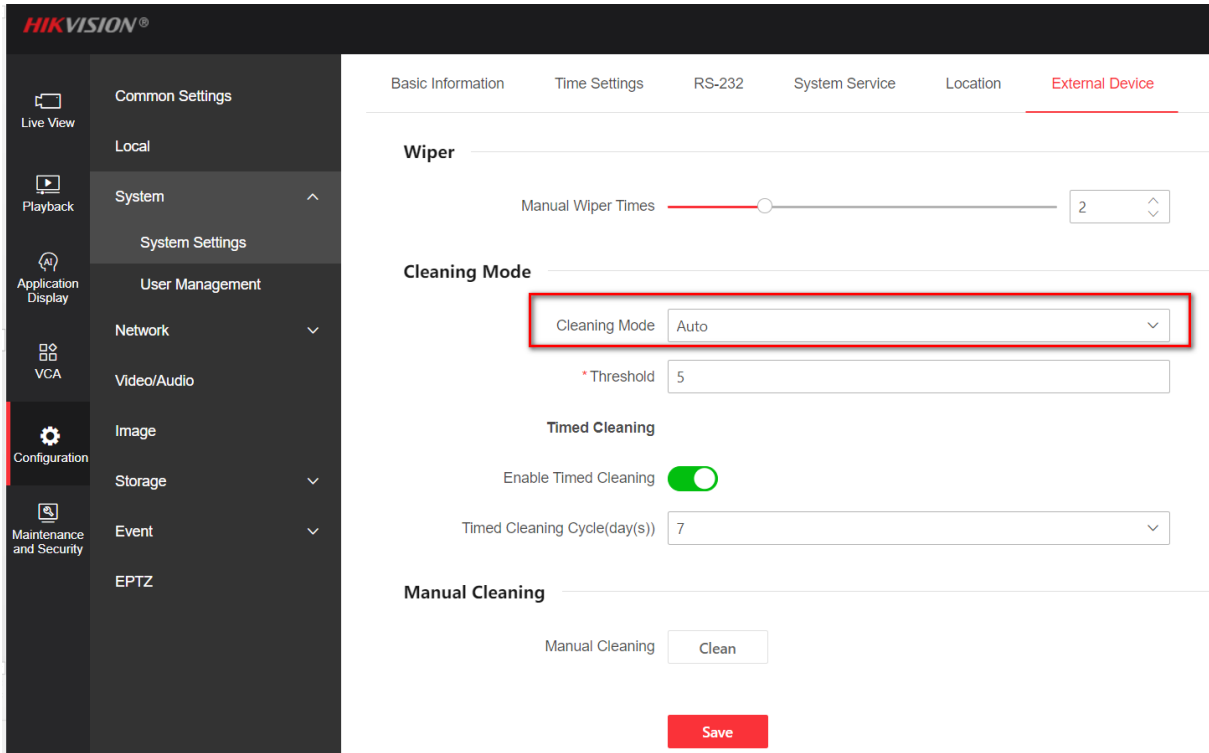 HIKVISION®
Live View
Playback
AI
Application
Display
VCA
Configuration
Maintenance
and Security
Common Settings
Local
System
System Settings
User Management
Network
Video/Audio
Image
Storage
Event
EPTZ
Basic Information Time Settings RS-232 System Service Location External Device
Wiper
Manual Wiper Times 2
Cleaning Mode
Cleaning Mode Auto
* Threshold 5
Timed Cleaning
Enable Timed Cleaning
Timed Cleaning Cycle(day(s)) 7
Manual Cleaning
Manual Cleaning Clean
Save